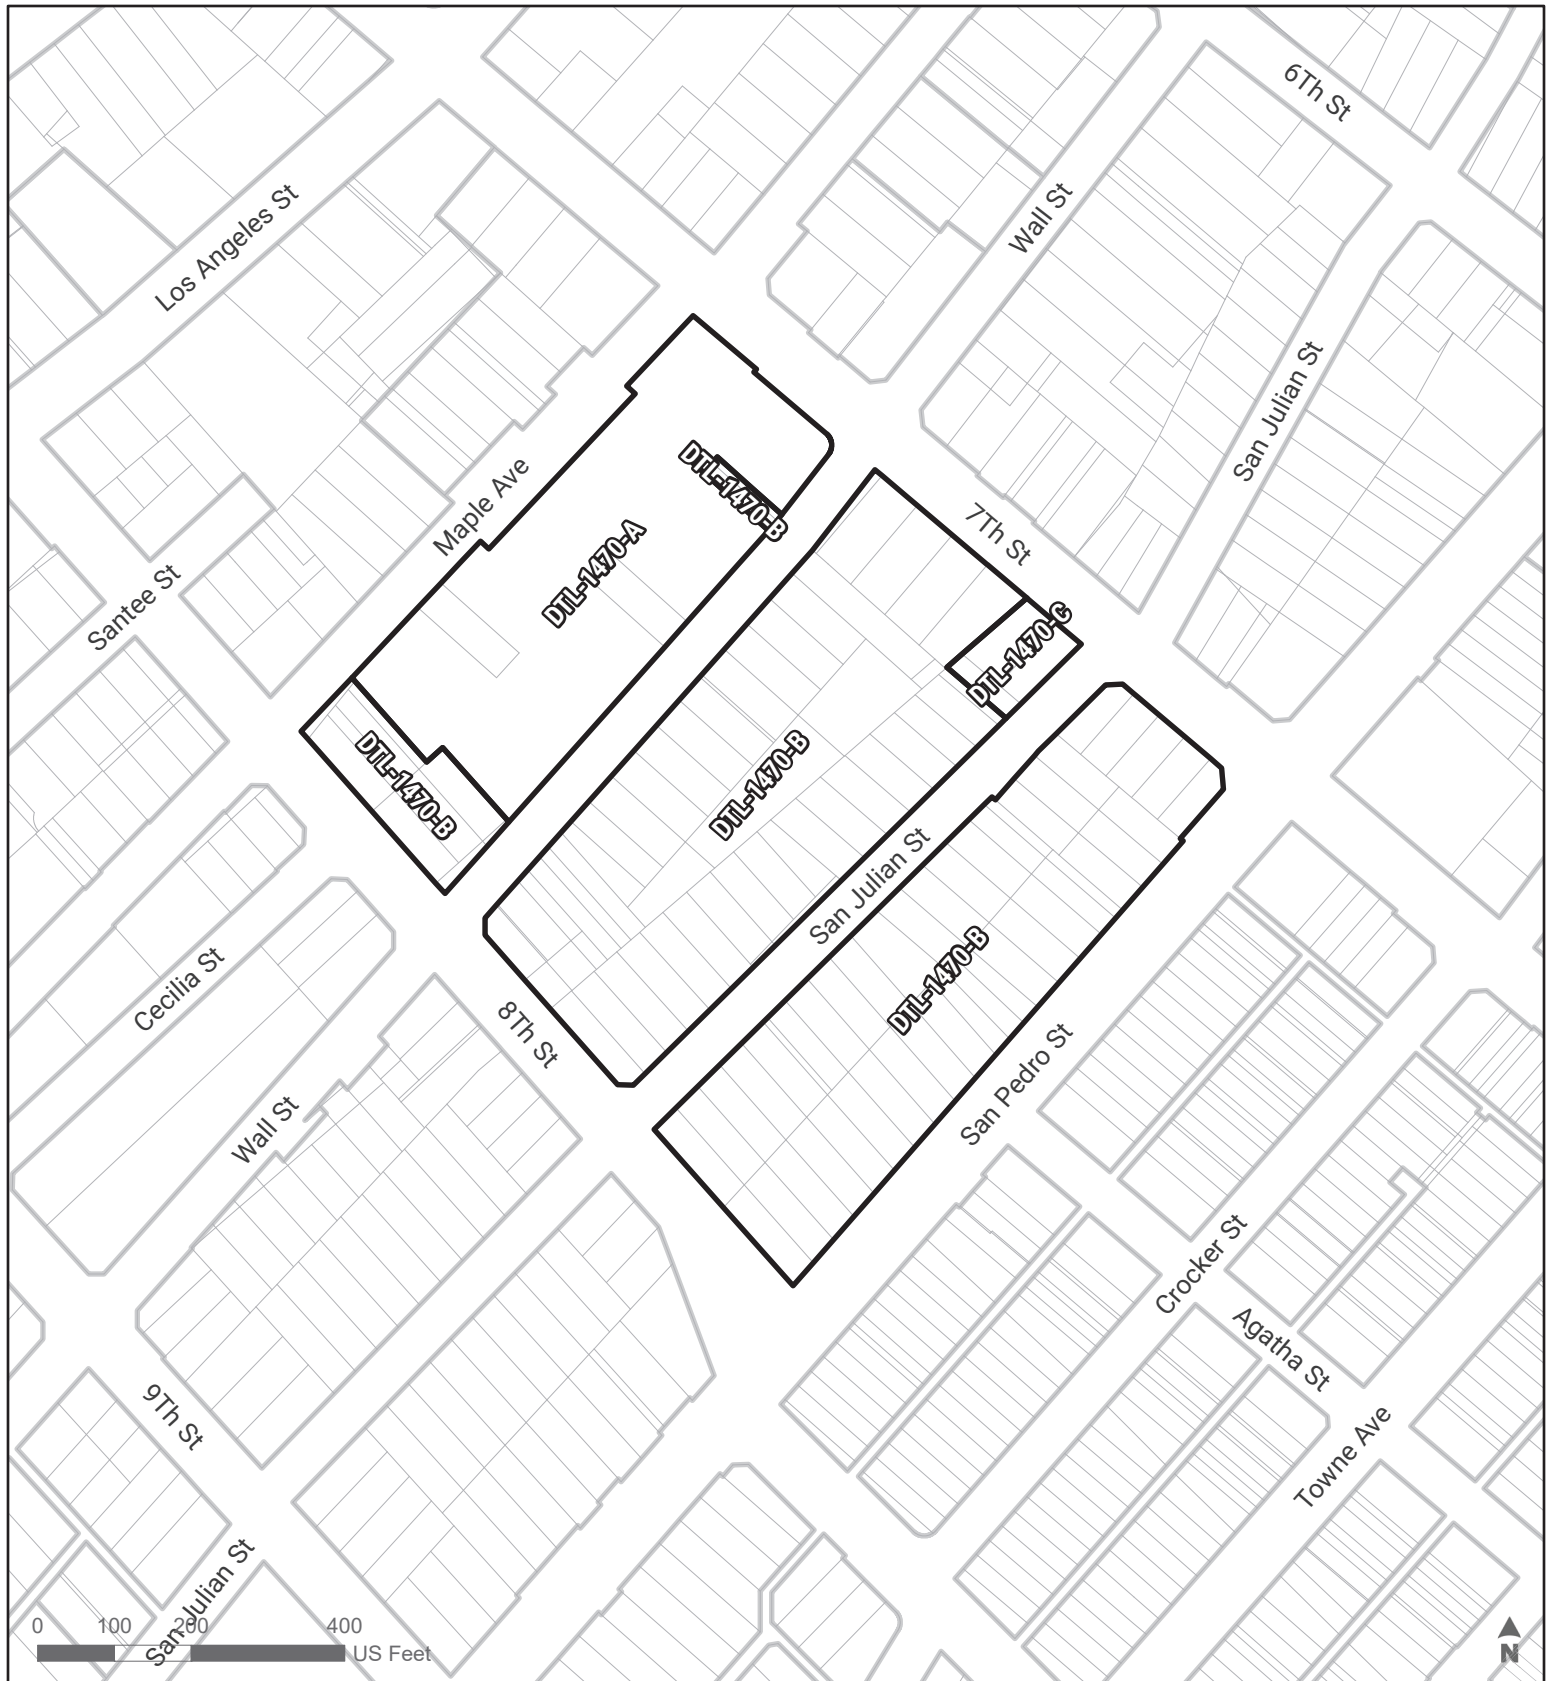 6Th St
Los Angeles St
Wall St
San Julian St
Maple Ave
DTL-1470-B
DTL-1470-A
7Th St
Santee St
DTL-1470-C
DTL-1470-B
DTL-1470-B
San Julian St
DTL-1470-B
Cecilia St
8Th St
San Pedro St
Wall St
Crocker St
Agatha St
9Th St
Towne Ave
San Julian St
0 100 200 400
US Feet
N